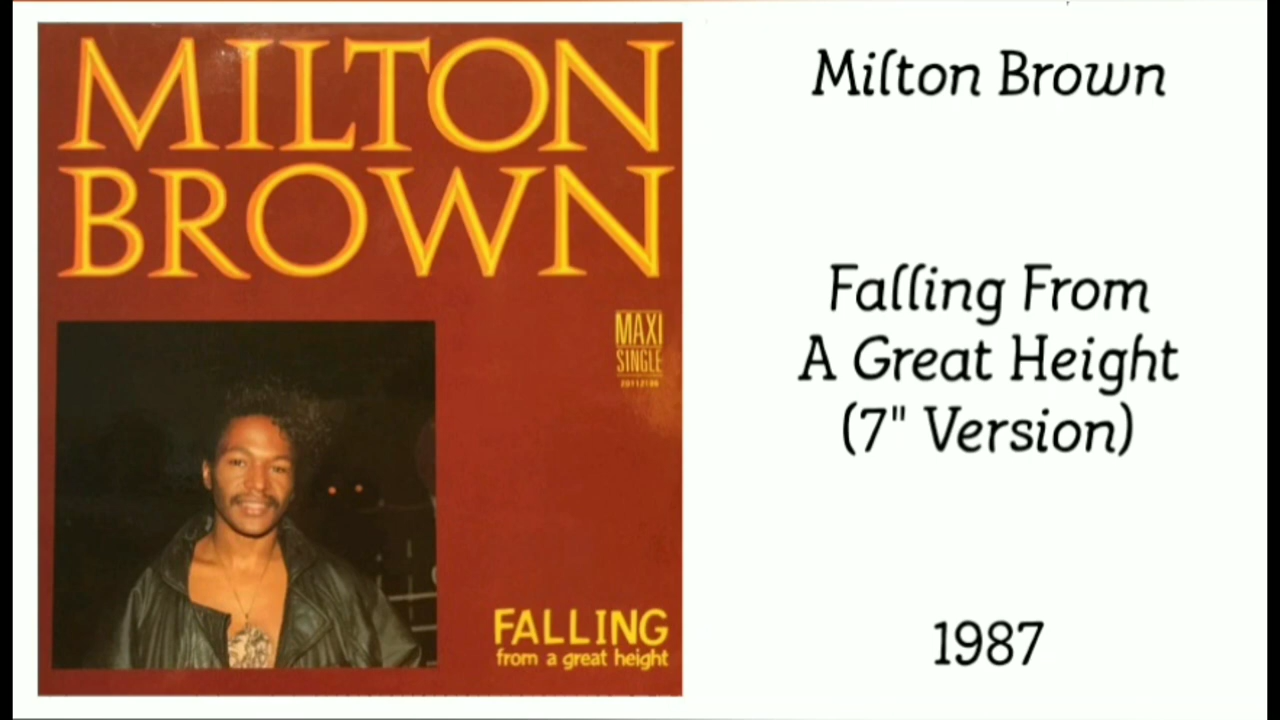 MILTON
BROWN
MAXI
SINGLE
FALLING
from a great height
Milton Brown
Falling From
A Great Height
(7" Version)
1987